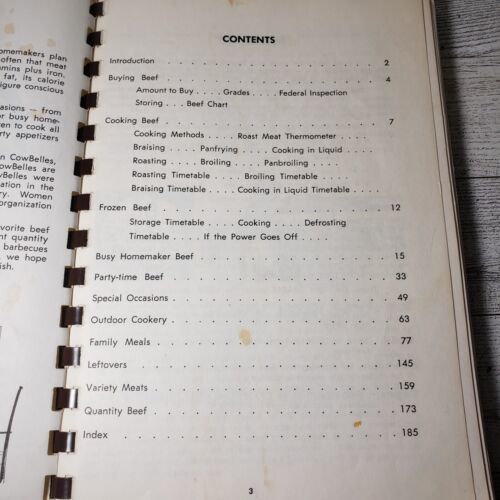 omemakers plan
often that meat
mins plus iron.
fat, its calorie
igure conscious
asions – from
or busy home-
en to cook all
rty appetizers
n CowBelles,
owBelles are
wBelles were
ation in the
ry. Women
organization
avorite beef
nt quantity
barbecues
, we hope
ish.
CONTENTS
Introduction . . . . . . . . . . . . . . . . 2
Buying Beef . . . . . . . . . . . . . . . . 4
Amount to Buy . . . . Grades . . . . Federal Inspection
Storing . . . Beef Chart
Cooking Beef . . . . . . . . . . . . . . . . 7
Cooking Methods . . . . Roast Meat Thermometer . . . .
Braising . . . . Panfrying . . . . Cooking in Liquid . . . .
Roasting . . . . Broiling . . . . Panbroiling . . . .
Roasting Timetable . . . . Broiling Timetable . . . .
Braising Timetable . . . . Cooking in Liquid Timetable . . . .
Frozen Beef . . . . . . . . . . . . . . . . 12
Storage Timetable . . . . Cooking . . . . Defrosting
Timetable . . . . If the Power Goes Off . . . .
Busy Homemaker Beef . . . . . . . . . . . . 15
Party-time Beef . . . . . . . . . . . . . . 33
Special Occasions . . . . . . . . . . . . . 49
Outdoor Cookery . . . . . . . . . . . . . . 63
Family Meals . . . . . . . . . . . . . . . 77
Leftovers . . . . . . . . . . . . . . . . 145
Variety Meats . . . . . . . . . . . . . . 159
Quantity Beef . . . . . . . . . . . . . . 173
Index . . . . . . . . . . . . . . . . . 185
3